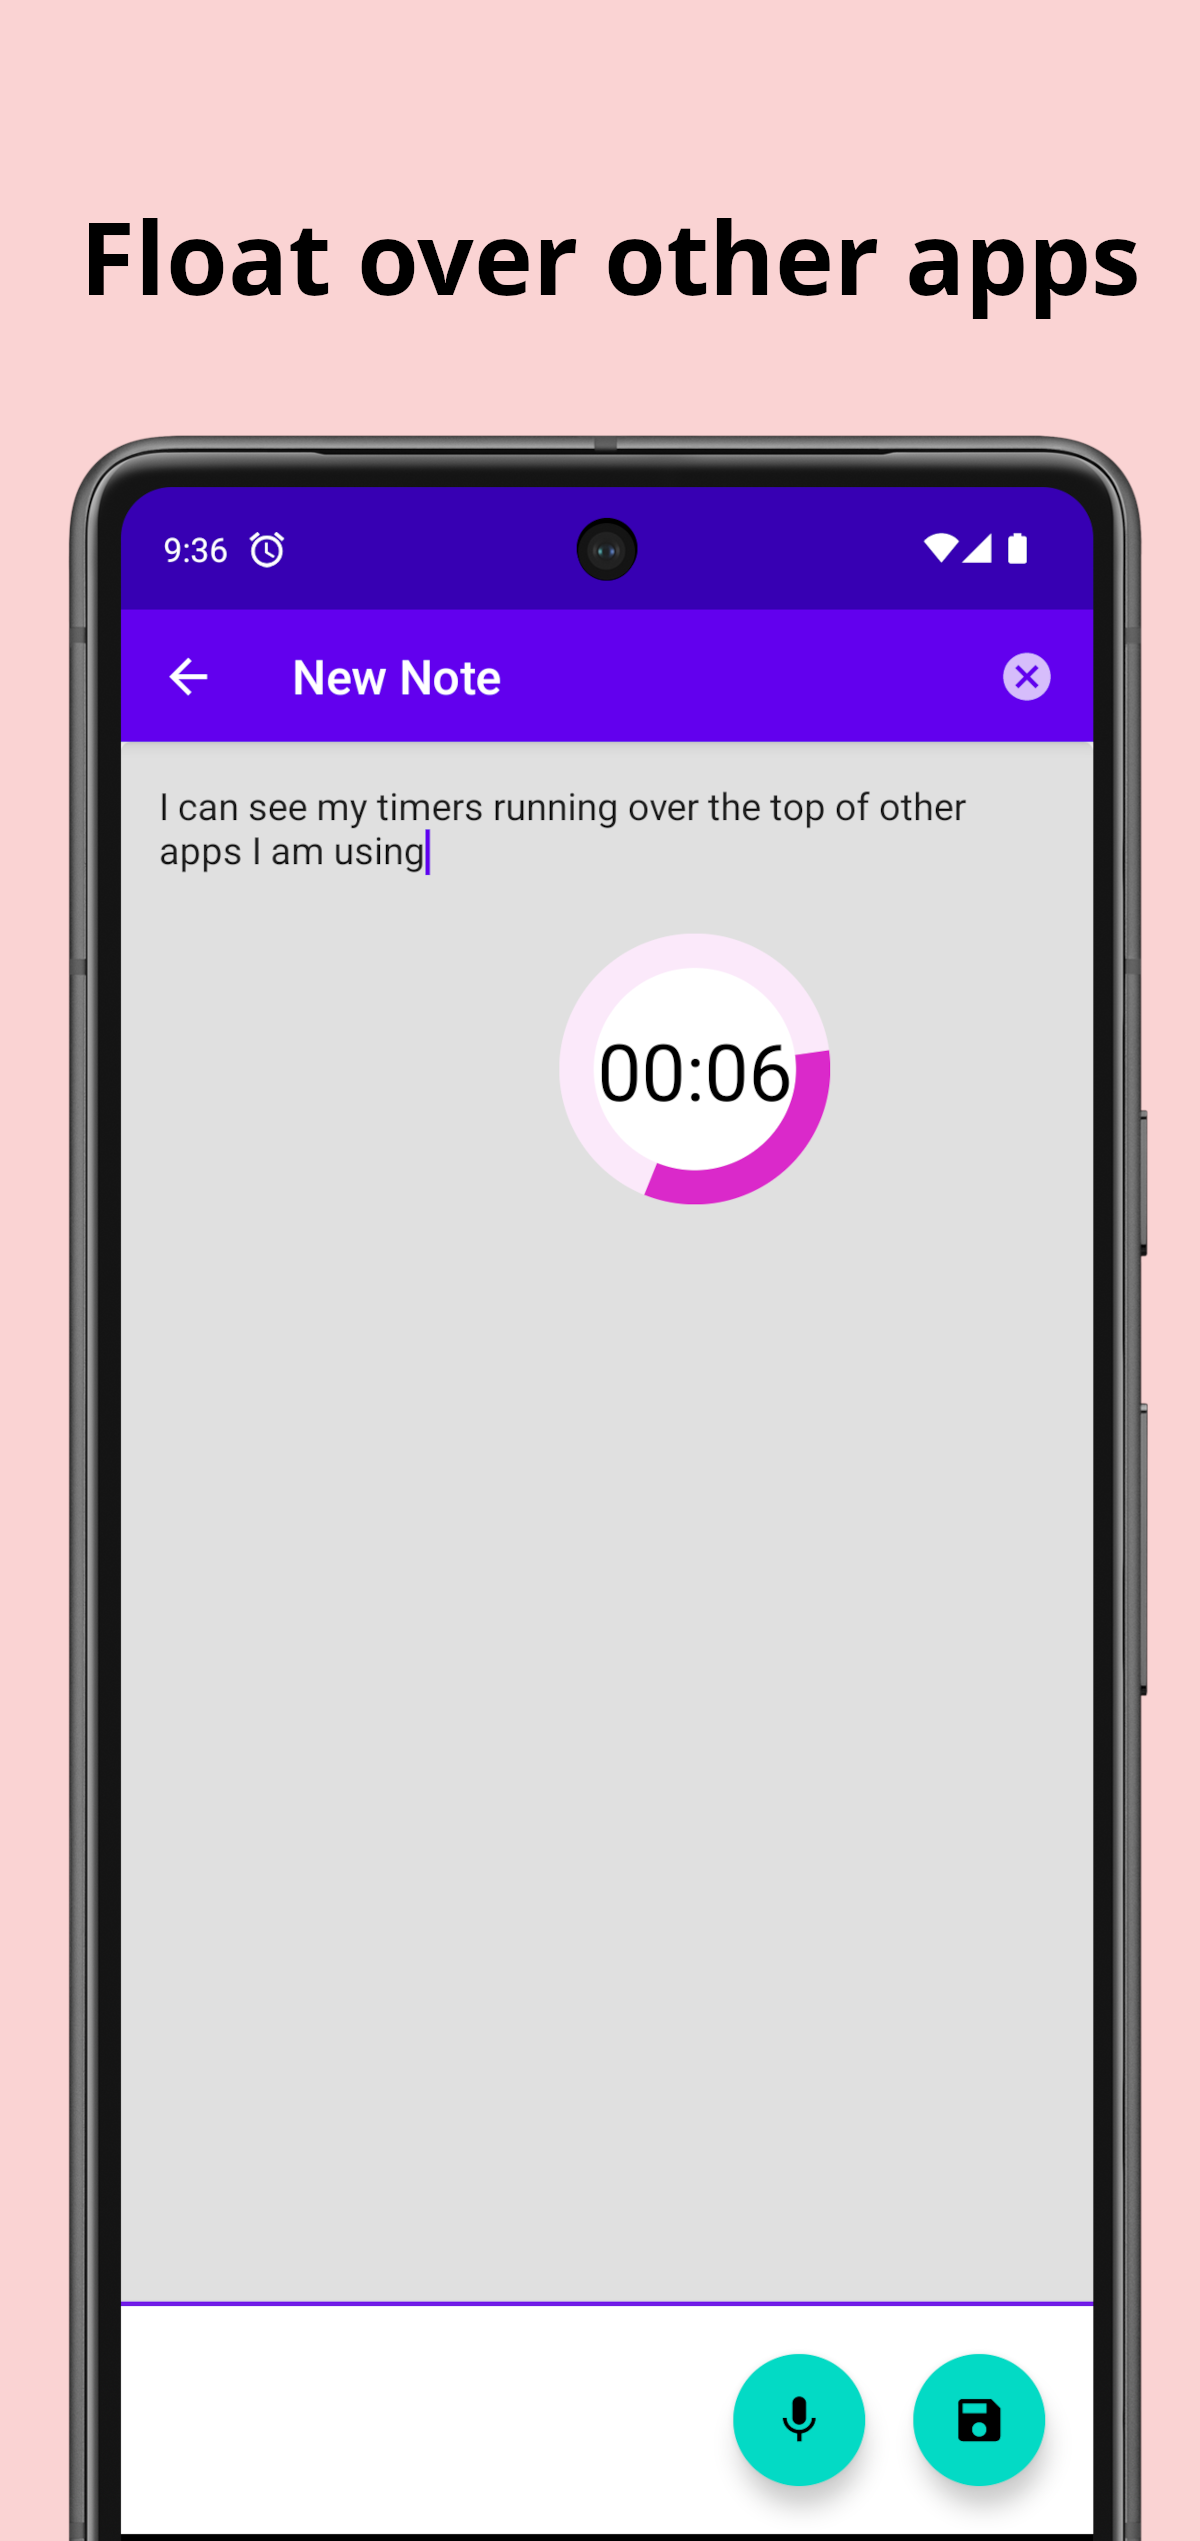 Float over other apps
9:36
New Note
I can see my timers running over the top of other
apps I am using
00:06